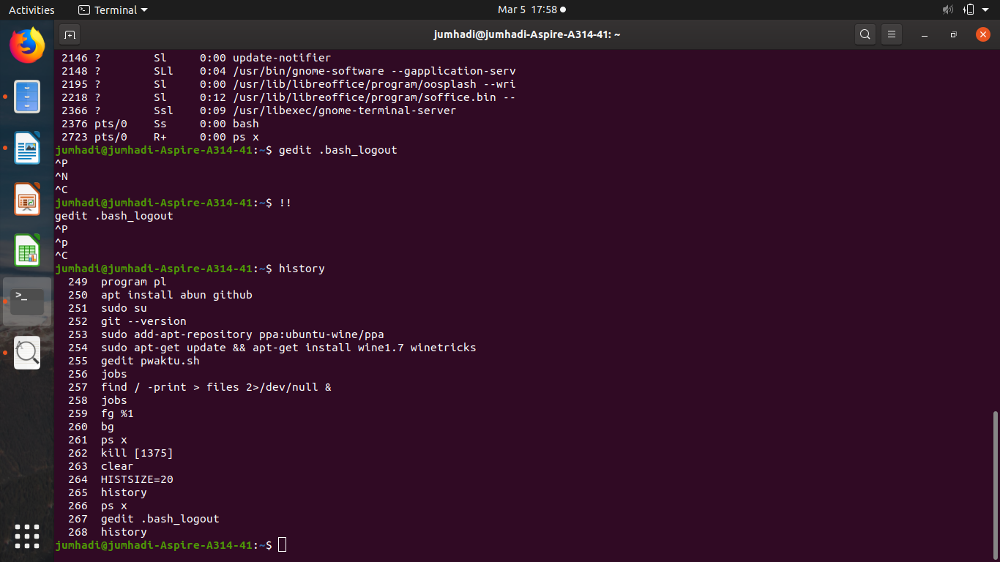 Activities Terminal Mar 5 17:58
jumhadi@jumhadi-Aspire-A314-41: ~
2146 ? Sl 0:00 update-notifier
2148 ? SLl 0:04 /usr/bin/gnome-software --gapplication-serv
2195 ? Sl 0:00 /usr/lib/libreoffice/program/oosplash --wri
2218 ? Sl 0:12 /usr/lib/libreoffice/program/soffice.bin --
2366 ? Ssl 0:09 /usr/libexec/gnome-terminal-server
2376 pts/0 Ss 0:00 bash
2723 pts/0 R+ 0:00 ps x
jumhadi@jumhadi-Aspire-A314-41:~$ gedit .bash_logout
^P
^N
^C
jumhadi@jumhadi-Aspire-A314-41:~$ !!
gedit .bash_logout
^P
^p
^C
jumhadi@jumhadi-Aspire-A314-41:~$ history
249 program pl
250 apt install abun github
251 sudo su
252 git --version
253 sudo add-apt-repository ppa:ubuntu-wine/ppa
254 sudo apt-get update && apt-get install wine1.7 winetricks
255 gedit pwaktu.sh
256 jobs
257 find / -print > files 2>/dev/null &
258 jobs
259 fg %1
260 bg
261 ps x
262 kill [1375]
263 clear
264 HISTSIZE=20
265 history
266 ps x
267 gedit .bash_logout
268 history
jumhadi@jumhadi-Aspire-A314-41:~$